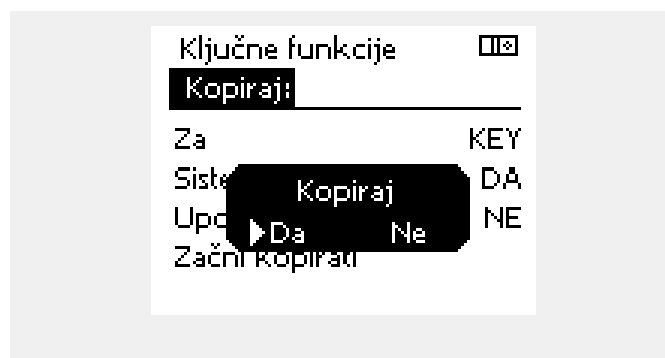 Ključne funkcije
Kopiraj:
Za KEY
DA
Kopiraj
NE
Da Ne
Začni Kopirati